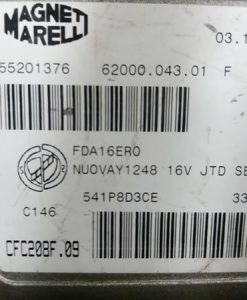 MAGNETI
MARELLI
03.1
55201376 62000.043.01 F
FDA16ER0
NUOVAY1248 16V JTD SE
541P8D3CE 33
C146
CFC208F.09